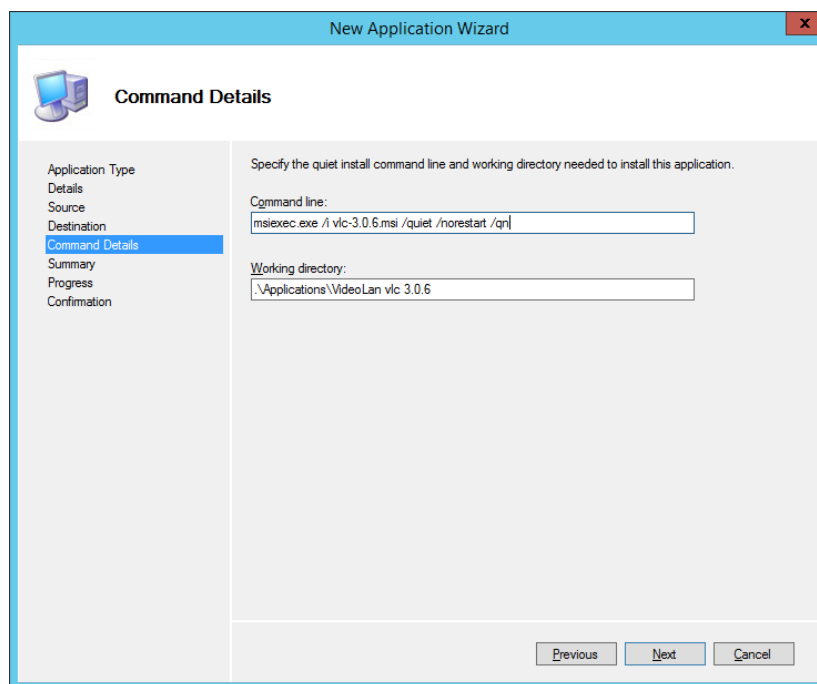 New Application Wizard
x
Command Details
Application Type
Details
Source
Destination
Command Details
Summary
Progress
Confirmation
Specify the quiet install command line and working directory needed to install this application.
Command line:
msiexec.exe /i vlc-3.0.6.msi /quiet /norestart /qn
Working directory:
.\Applications\VideoLan vlc 3.0.6
Previous
Next
Cancel